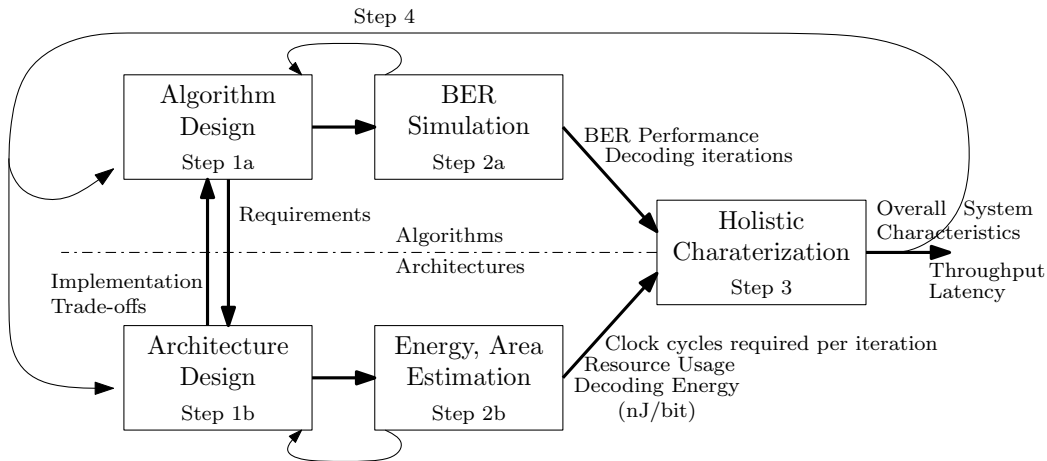 Step 4
Algorithm
Design
Step 1a
BER
Simulation
Step 2a
BER Performance
Decoding iterations
Requirements
Algorithms
Architectures
Implementation
Trade-offs
Holistic
Charaterization
Step 3
Overall System
Characteristics
Throughput
Latency
Architecture
Design
Step 1b
Energy, Area
Estimation
Step 2b
Clock cycles required per iteration
Resource Usage
Decoding Energy
(nJ/bit)